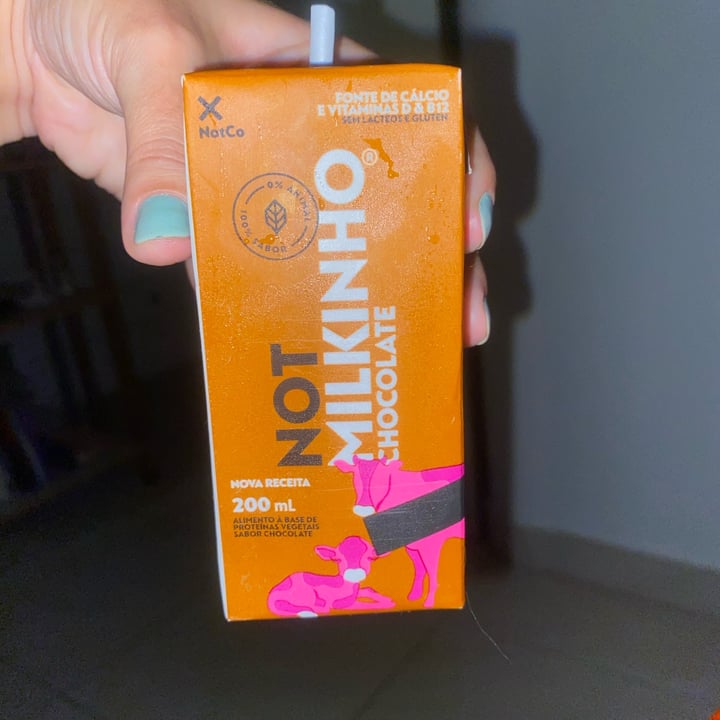 NotCo
FONTE DE CÁLCIO
E VITAMINAS D & B12
SEM LÁCTEOS E GLÚTEN
0% ANIMAL
100% SABOR
NOT
MILKINHO®
CHOCOLATE
NOVA RECEITA
200 mL
ALIMENTO À BASE DE
PROTEÍNAS VEGETAIS
SABOR CHOCOLATE